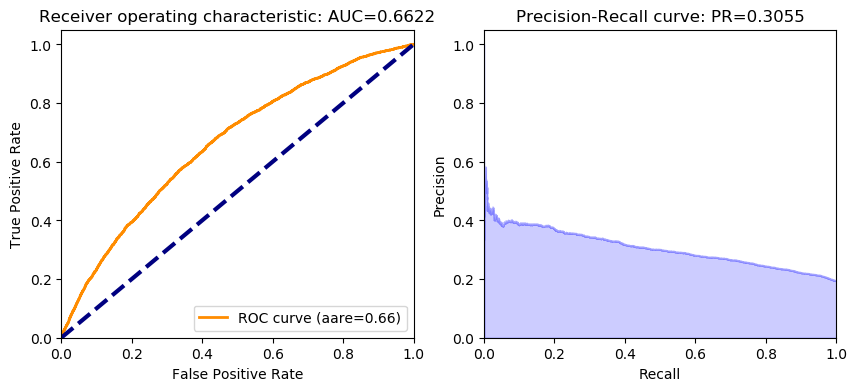 Receiver operating characteristic: AUC=0.6622
True Positive Rate
1.0
0.8
0.6
0.4
0.2
0.0
ROC curve (aare=0.66)
0.0 0.2 0.4 0.6 0.8 1.0
False Positive Rate
Precision-Recall curve: PR=0.3055
Precision
1.0
0.8
0.6
0.4
0.2
0.0
0.0 0.2 0.4 0.6 0.8 1.0
Recall